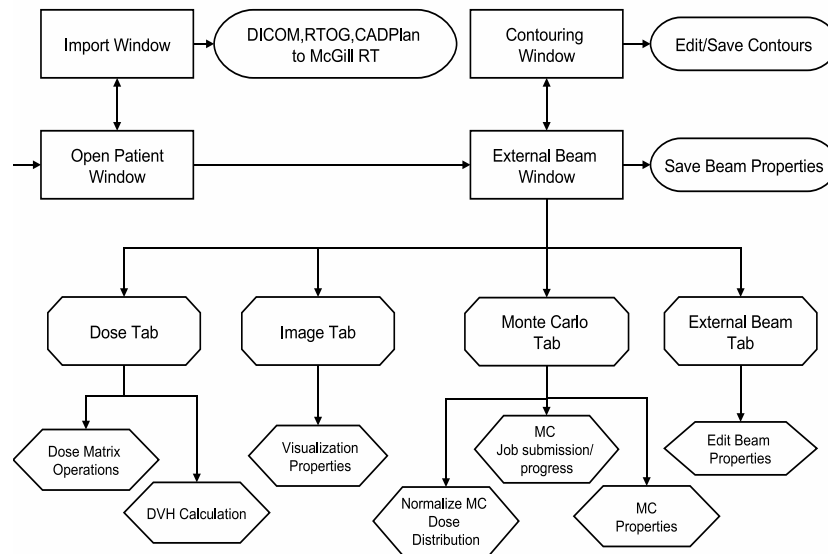 Import Window
DICOM,RTOG,CADPlan
to McGill RT
Contouring
Window
Edit/Save Contours
Open Patient
Window
External Beam
Window
Save Beam Properties
Dose Tab
Image Tab
Monte Carlo
Tab
External Beam
Tab
Dose Matrix
Operations
DVH Calculation
Visualization
Properties
Normalize MC
Dose
Distribution
MC
Job submission/
progress
MC
Properties
Edit Beam
Properties